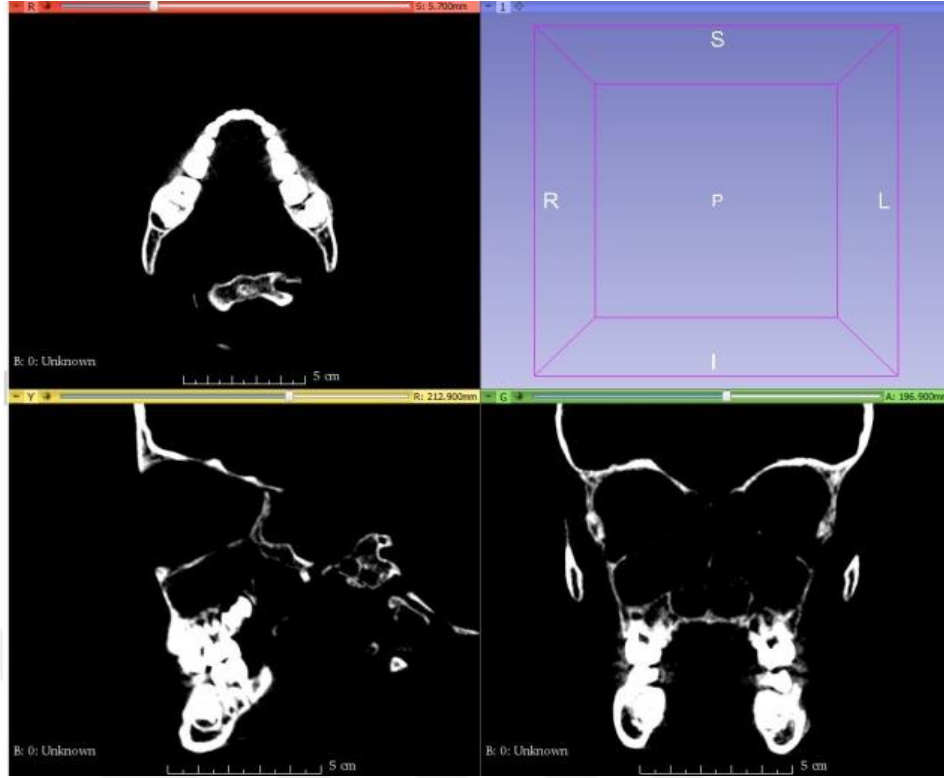 R S: 5.700mm
B: 0: Unknown
5 cm
1
S
R
P
L
I
Y R: 212.900mm
B: 0: Unknown
5 cm
G A: 196.900mm
B: 0: Unknown
5 cm